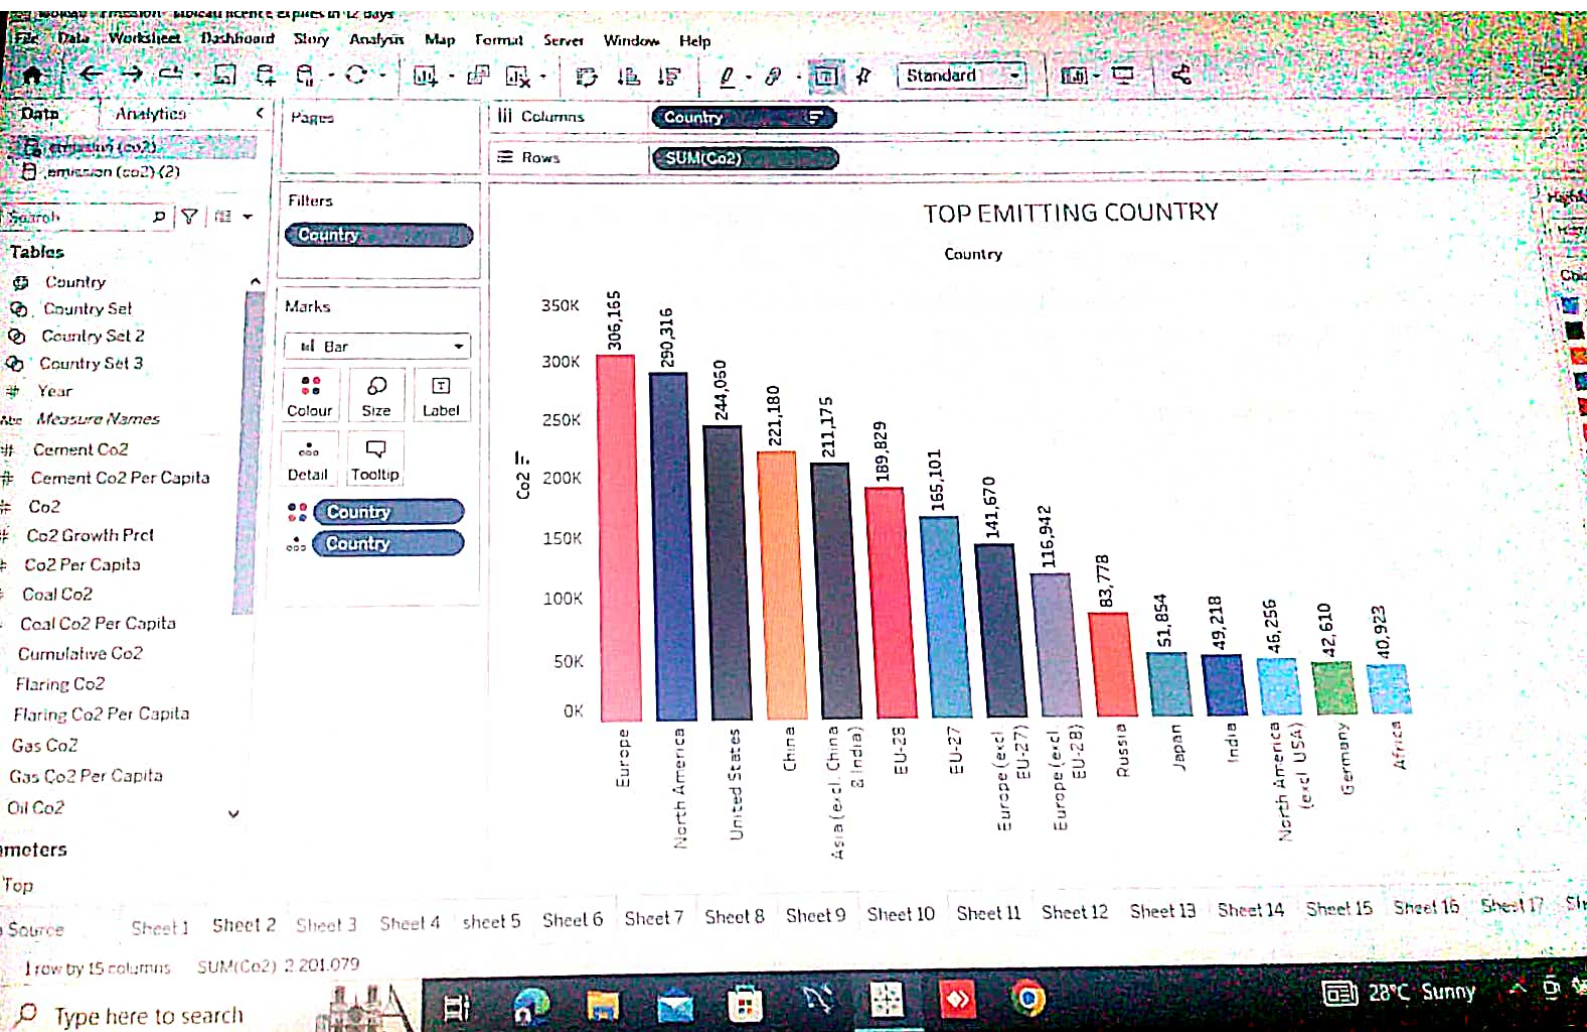 Tableau licence expires in 12 days
File Data Worksheet Dashboard Story Analysis Map Format Server Window Help
Standard
Data Analytics
Pages
Columns Country
emission (co2)
Rows SUM(Co2)
emission (co2) (2)
Search
Filters
Country
TOP EMITTING COUNTRY
Country
Tables
Country
Country Set
Country Set 2
Country Set 3
Year
Abc Measure Names
Cement Co2
Cement Co2 Per Capita
Co2
Co2 Growth Prct
Co2 Per Capita
Coal Co2
Coal Co2 Per Capita
Cumulative Co2
Flaring Co2
Flaring Co2 Per Capita
Gas Co2
Gas Co2 Per Capita
Oil Co2
Top
Marks
Bar
Colour Size Label
Detail Tooltip
Country
Country
Co2
350K
300K
250K
200K
150K
100K
50K
0K
306,165
290,316
244,060
221,180
211,175
189,829
165,101
141,670
116,942
83,778
51,854
49,218
46,256
42,610
40,923
Europe
North America
United States
China
Asia (excl. China
& India)
EU-28
EU-27
Europe (excl
EU-27)
Europe (excl.
EU-28)
Russia
Japan
India
North America
(excl USA)
Germany
Africa
Source Sheet 1 Sheet 2 Sheet 3 Sheet 4 sheet 5 Sheet 6 Sheet 7 Sheet 8 Sheet 9 Sheet 10 Sheet 11 Sheet 12 Sheet 13 Sheet 14 Sheet 15 Sheet 16 Sheet 17
1 row by 15 columns SUM(Co2) 2.201.079
Type here to search
28°C Sunny